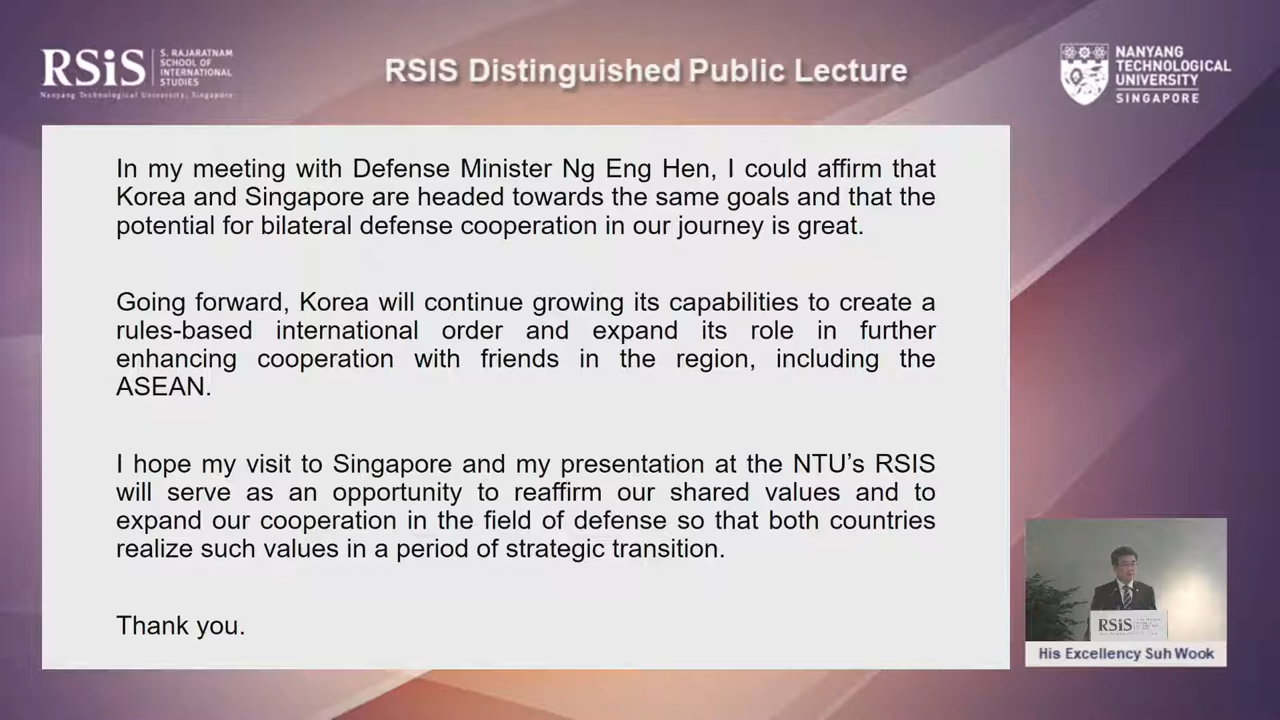 RSiS
S. RAJARATNAM
SCHOOL OF
INTERNATIONAL
STUDIES
Nanyang Technological University, Singapore
RSIS Distinguished Public Lecture
NANYANG
TECHNOLOGICAL
UNIVERSITY
SINGAPORE
In my meeting with Defense Minister Ng Eng Hen, I could affirm that
Korea and Singapore are headed towards the same goals and that the
potential for bilateral defense cooperation in our journey is great.
Going forward, Korea will continue growing its capabilities to create a
rules-based international order and expand its role in further
enhancing cooperation with friends in the region, including the
ASEAN.
I hope my visit to Singapore and my presentation at the NTU’s RSIS
will serve as an opportunity to reaffirm our shared values and to
expand our cooperation in the field of defense so that both countries
realize such values in a period of strategic transition.
Thank you.
RSiS
His Excellency Suh Wook